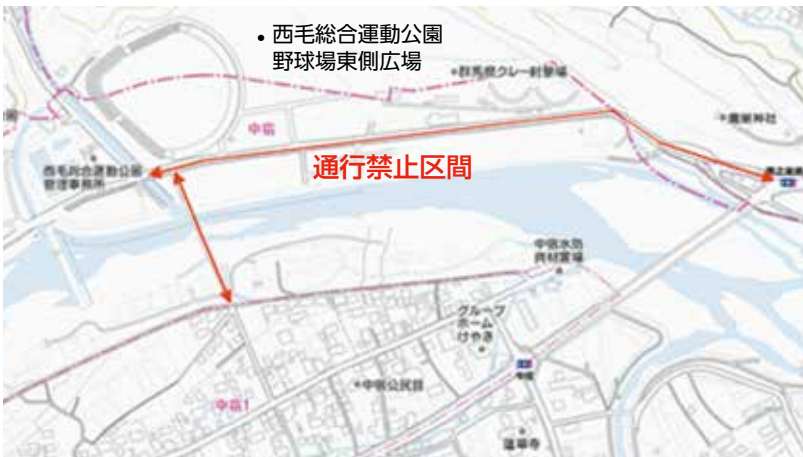 ・西毛総合運動公園
野球場東側広場
群馬県クレー射撃場
中宿
西毛総合運動公園
管理事務所
通行禁止区間
中宿水防
資材置場
グループ
ホーム
けやき
中宿公民館
中宿1
蓮華寺